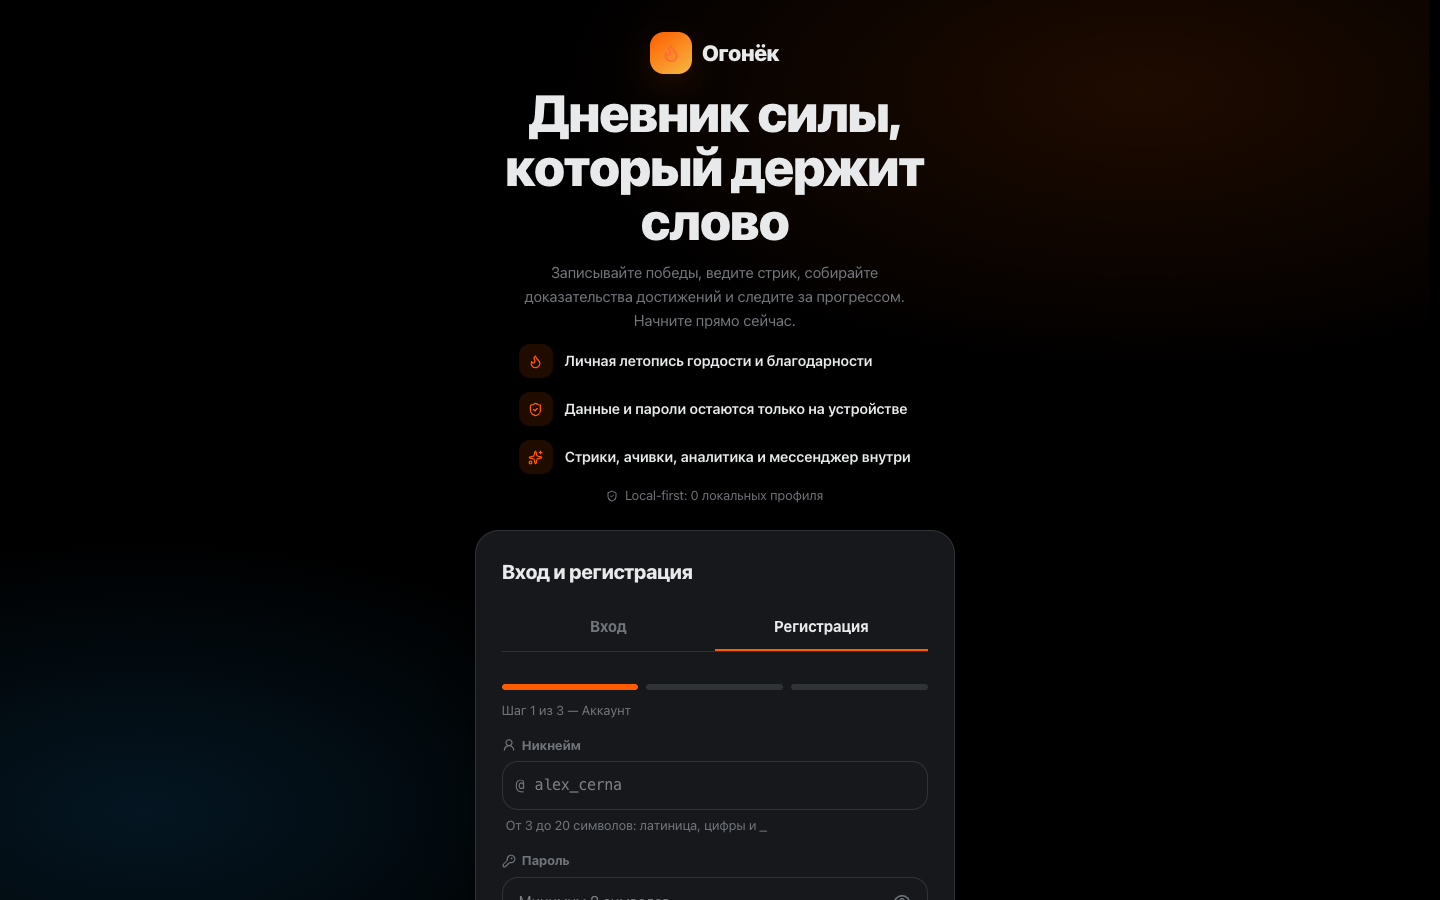 Огонёк
Дневник силы,
который держит
слово
Записывайте победы, ведите стрик, собирайте
доказательства достижений и следите за прогрессом.
Начните прямо сейчас.
Личная летопись гордости и благодарности
Данные и пароли остаются только на устройстве
Стрики, ачивки, аналитика и мессенджер внутри
Local-first: 0 локальных профиля
Вход и регистрация
Вход
Регистрация
Шаг 1 из 3 — Аккаунт
Никнейм
@ alex_cerna
От 3 до 20 символов: латиница, цифры и _
Пароль